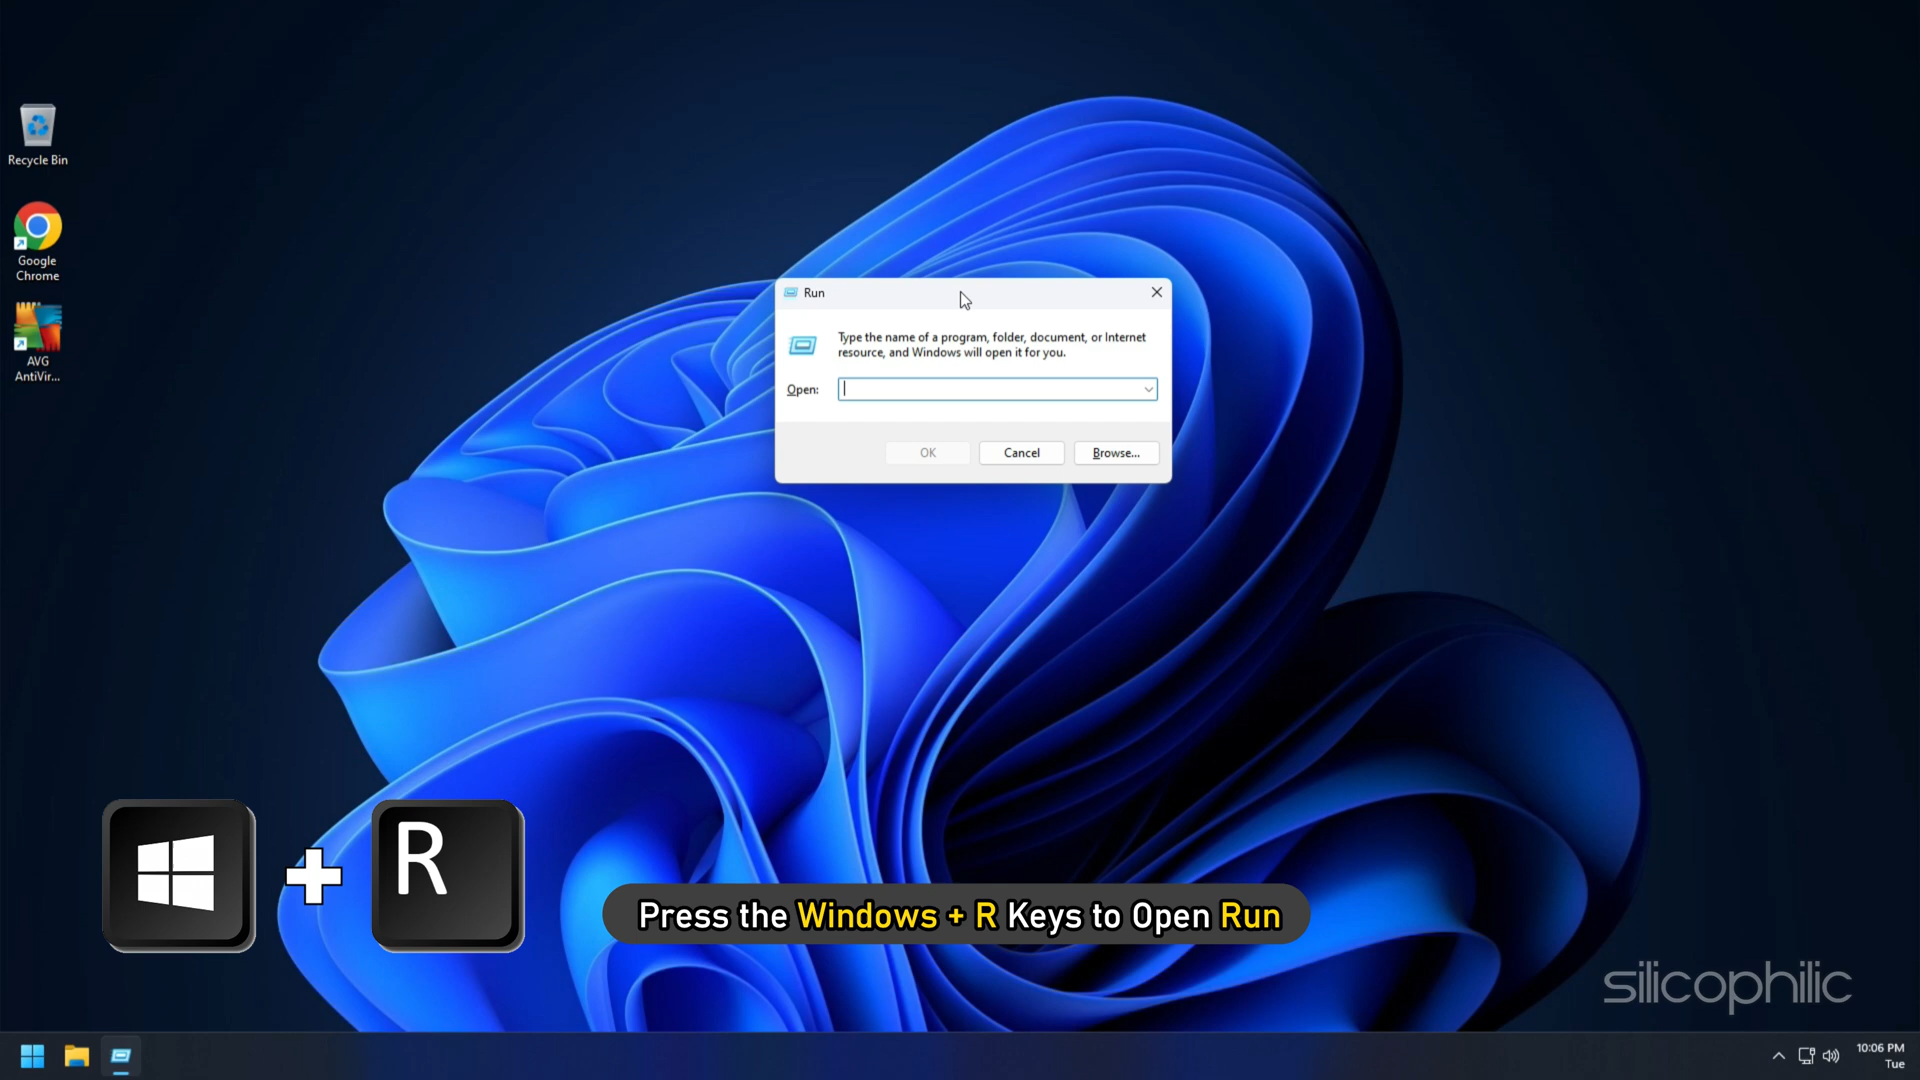 Recycle Bin
Google
Chrome
AVG
AntiVir...
Run
Type the name of a program, folder, document, or Internet
resource, and Windows will open it for you.
Open:
OK
Cancel
Browse...
R
Press the Windows + R Keys to Open Run
silicophilic
10:06 PM
Tue